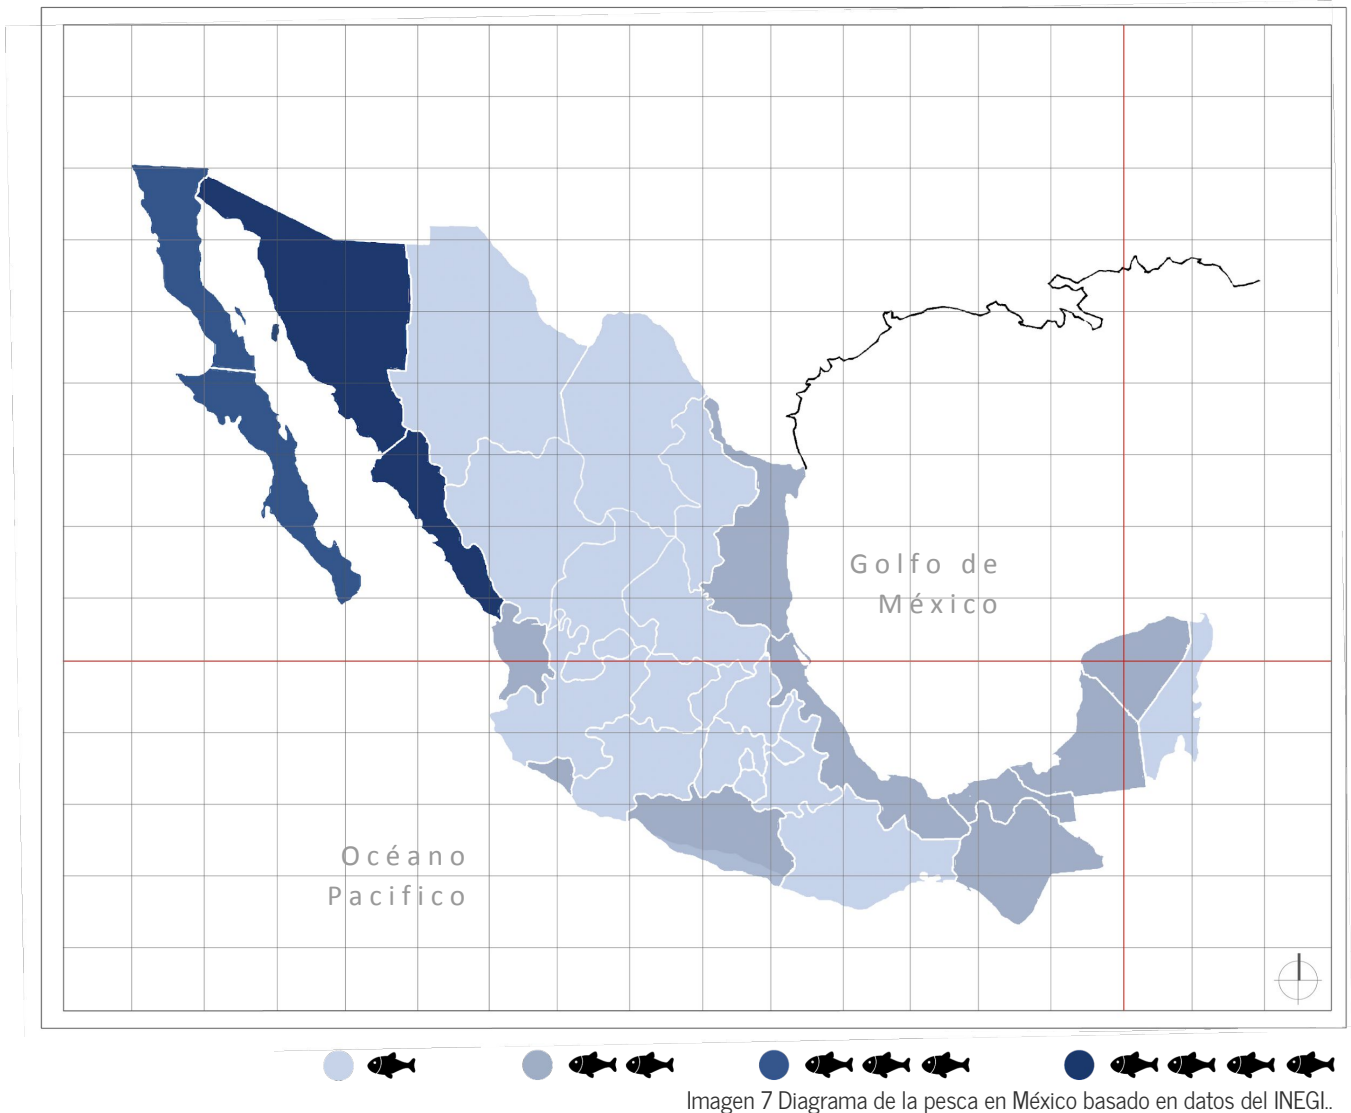 Golfo de
México
Océano
Pacifico
Imagen 7 Diagrama de la pesca en México basado en datos del INEGI..